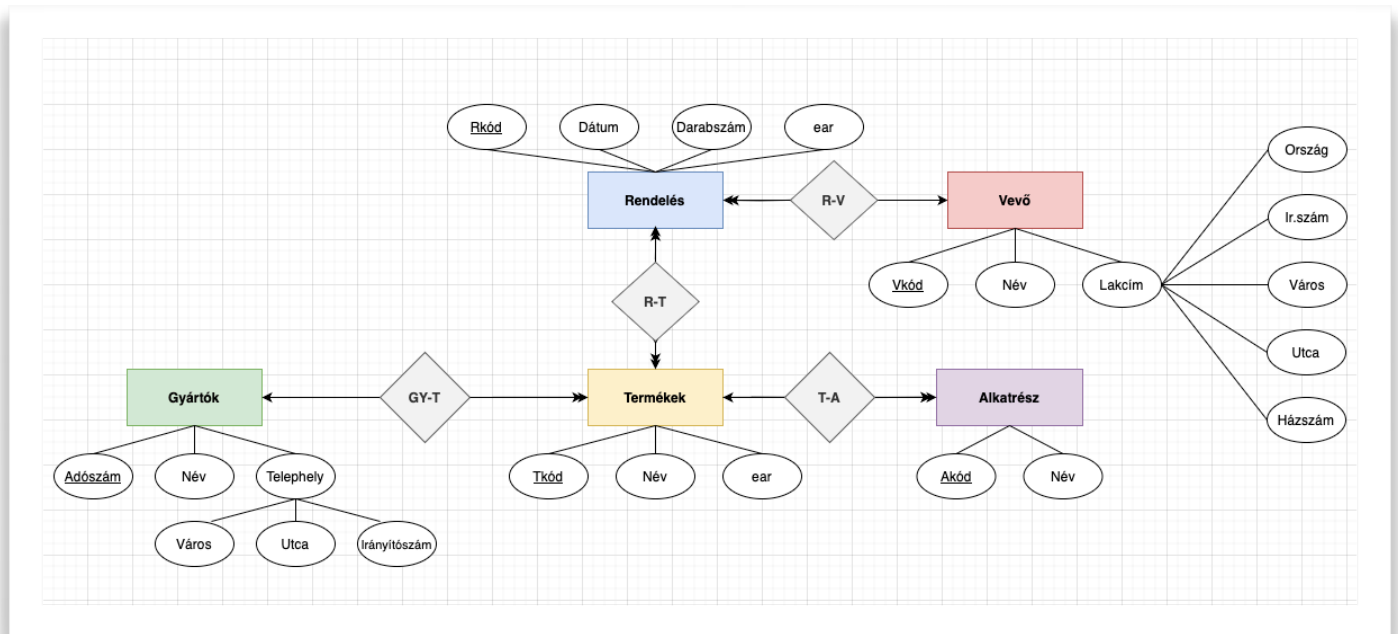 Rkód
Dátum
Darabszám
ear
Ország
Rendelés
R-V
Vevő
Ir.szám
Vkód
Név
Lakcím
Város
R-T
Utca
Gyártók
GY-T
Termékek
T-A
Alkatrész
Házszám
Adószám
Név
Telephely
Tkód
Név
ear
Akód
Név
Város
Utca
Irányítószám